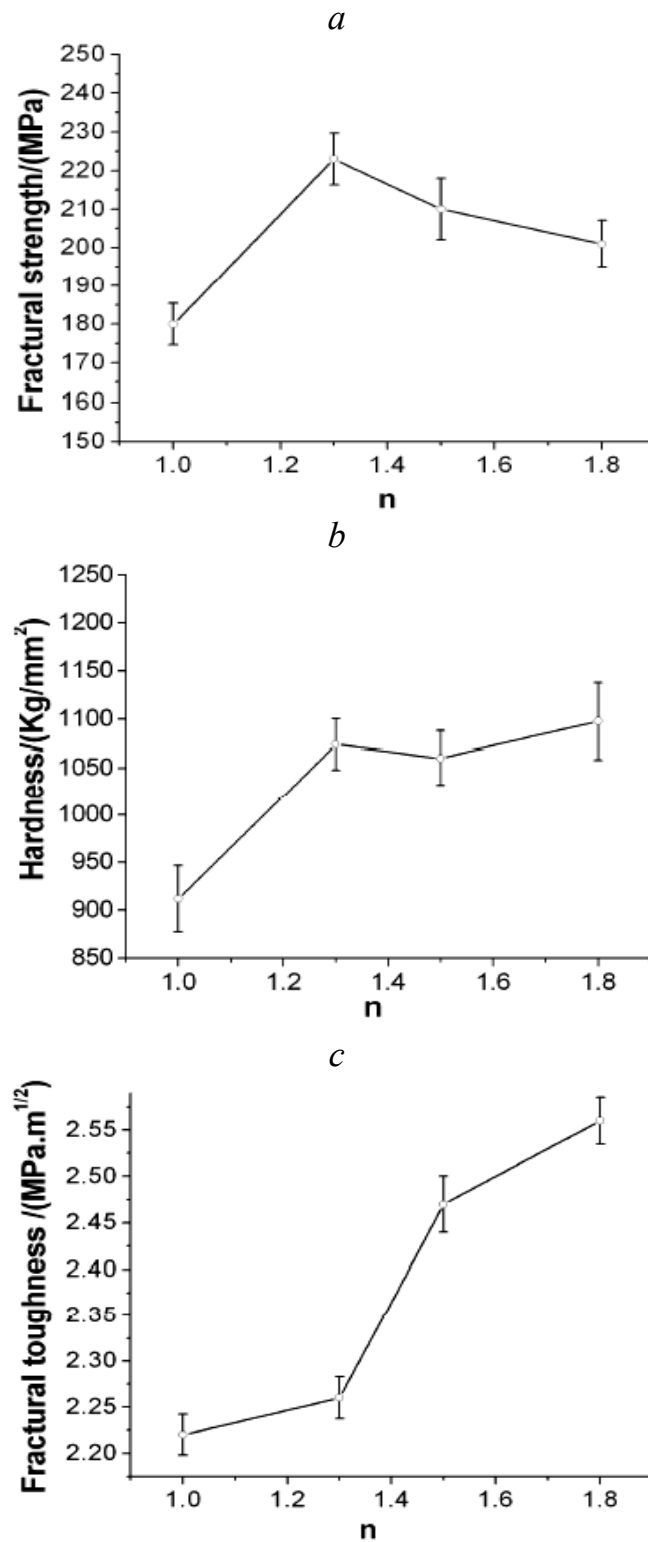 a
250
240
230
220
210
200
190
180
170
160
150
Fractural strength/(MPa)
1.0 1.2 1.4 1.6 1.8
n
b
1250
1200
1150
1100
1050
1000
950
900
850
Hardness/(Kg/mm²)
1.0 1.2 1.4 1.6 1.8
n
c
2.55
2.50
2.45
2.40
2.35
2.30
2.25
2.20
Fractural toughness /(MPa.m^1/2)
1.0 1.2 1.4 1.6 1.8
n